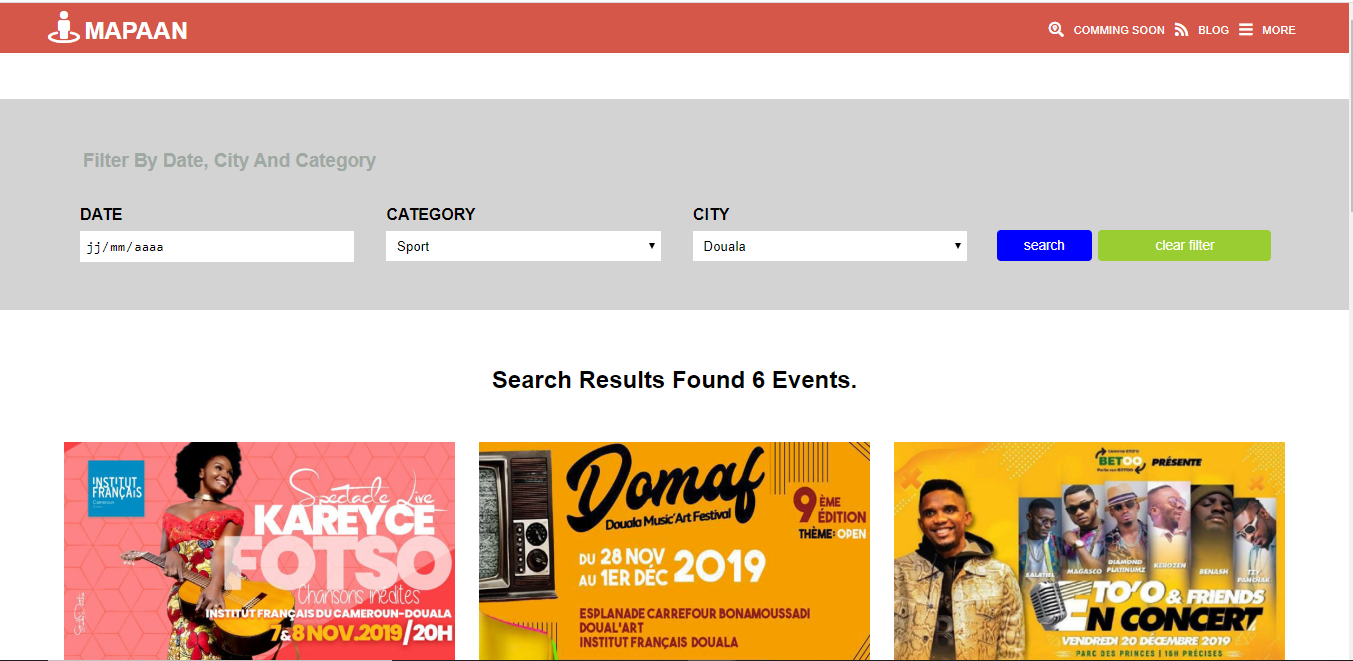 MAPAAN
COMMING SOON BLOG MORE
Filter By Date, City And Category
DATE CATEGORY CITY
jj/mm/aaaa Sport Douala search clear filter
Search Results Found 6 Events.
INSTITUT
FRANÇAIS
Cameroun
Spectacle Live
KAREYCE
FOTSO
Chansons inédites
INSTITUT FRANÇAIS DU CAMEROUN-DOUALA
7&8 NOV.2019/20H
Domaf
Douala Music'Art Festival
9ÈME
ÉDITION
THÈME: OPEN
DU 28 NOV
AU 1ER DÉC 2019
ESPLANADE CARREFOUR BONAMOUSSADI
DOUAL'ART
INSTITUT FRANÇAIS DOUALA
BETOO PRÉSENTE
SALATIEL MAGASCO DIAMOND PLATINUMZ KEROZEN BENASH TZY PANCHAK
TO'O & FRIENDS
EN CONCERT
VENDREDI 20 DÉCEMBRE 2019
PARC DES PRINCES | 16H PRÉCISES